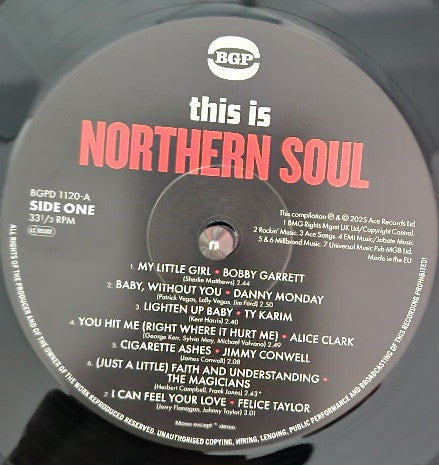 BGP
this is
NORTHERN SOUL
BGPD 1120-A
SIDE ONE
33⅓ RPM
LC 05502
This compilation ℗ & © 2025 Ace Records Ltd
1 BMG Rights Mgmt UK Ltd/Copyright Control.
2 Rockin' Music. 3 Ace Songs. 4 EMI Music/Jobete Music
5 & 6 Millbrand Music. 7 Universal Music Pub MGB Ltd.
Made in the EU
1. MY LITTLE GIRL • BOBBY GARRETT
(Sherlie Matthews) 2.44
2. BABY, WITHOUT YOU • DANNY MONDAY
(Patrick Vegas, Lolly Vegas, Jim Ford) 2.50
3. LIGHTEN UP BABY • TY KARIM
(Kent Harris) 2.40
4. YOU HIT ME (RIGHT WHERE IT HURT ME) • ALICE CLARK
(George Kerr, Sylvia Moy, Michael Valvano) 2.49
5. CIGARETTE ASHES • JIMMY CONWELL
(James Conwell) 2.08
6. (JUST A LITTLE) FAITH AND UNDERSTANDING •
THE MAGICIANS
(Herbert Campbell, Frank Jones) 2.43*
7. I CAN FEEL YOUR LOVE • FELICE TAYLOR
(Jerry Flanagan, Johnny Taylor) 3.01
Mono except * stereo
ALL RIGHTS OF THE PRODUCER AND OF THE OWNER OF THE WORK REPRODUCED RESERVED. UNAUTHORISED COPYING, HIRING, LENDING, PUBLIC PERFORMANCE AND BROADCASTING OF THIS RECORDING PROHIBITED!